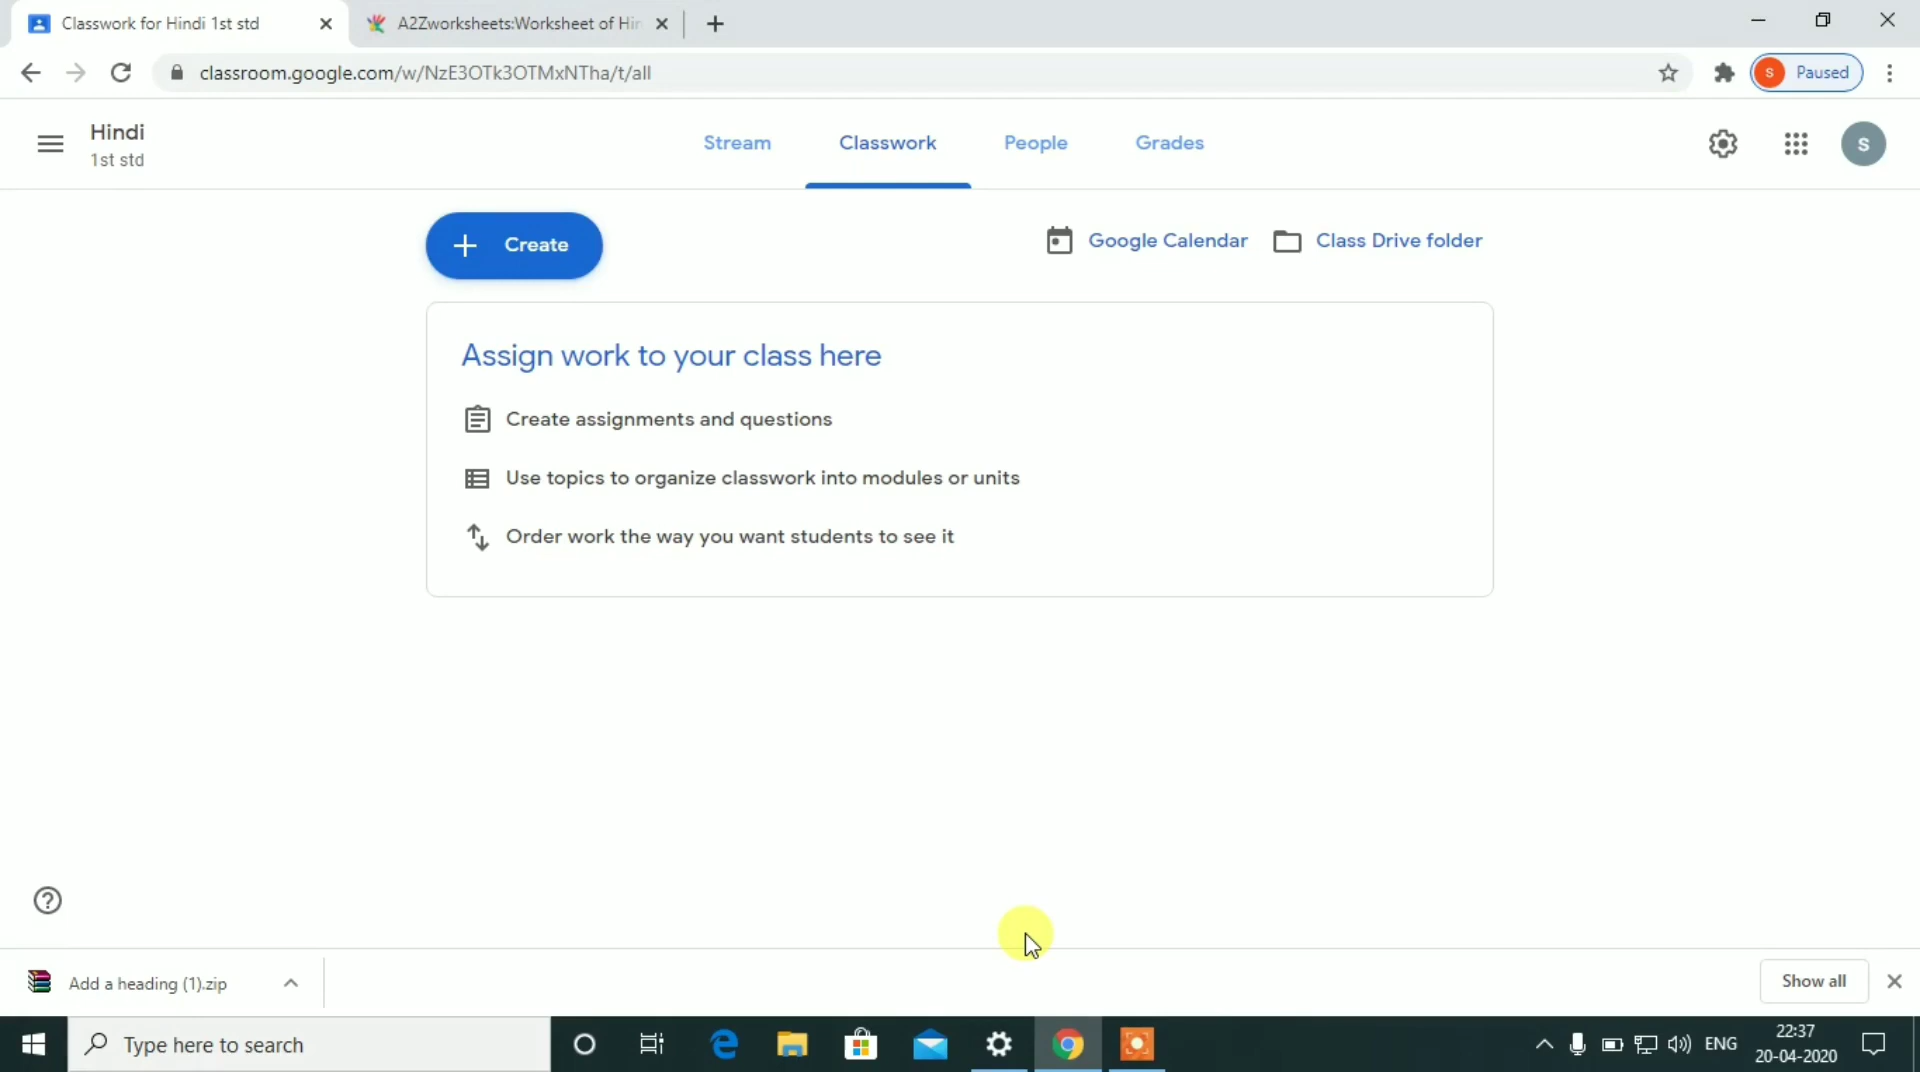 Classwork for Hindi 1st std
A2Zworksheets:Worksheet of Hin
classroom.google.com/w/NzE3OTk3OTMxNTha/t/all
S
Paused
Hindi
1st std
Stream
Classwork
People
Grades
S
Create
Google Calendar
Class Drive folder
Assign work to your class here
Create assignments and questions
Use topics to organize classwork into modules or units
Order work the way you want students to see it
Add a heading (1).zip
Show all
Type here to search
ENG
22:37
20-04-2020